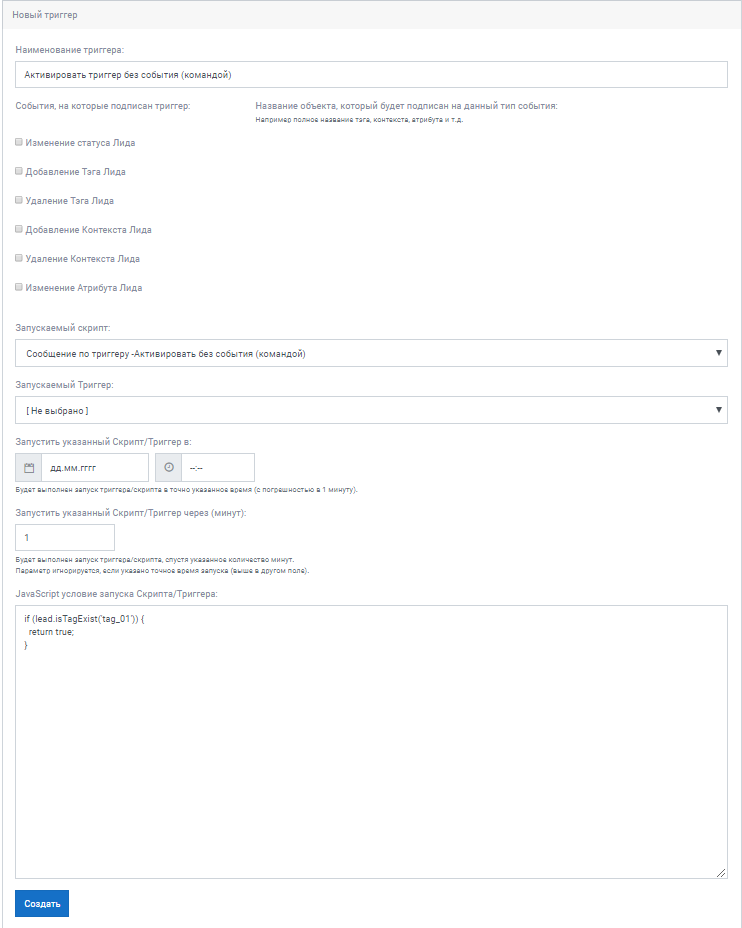 Новый триггер
Наименование триггера:
Активировать триггер без события (командой)
События, на которые подписан триггер:
Название объекта, который будет подписан на данный тип события:
Например полное название тэга, контекста, атрибута и т.д.
Изменение статуса Лида
Добавление Тэга Лида
Удаление Тэга Лида
Добавление Контекста Лида
Удаление Контекста Лида
Изменение Атрибута Лида
Запускаемый скрипт:
Сообщение по триггеру -Активировать без события (командой)
Запускаемый Триггер:
[ Не выбрано ]
Запустить указанный Скрипт/Триггер в:
дд.мм.гггг
--:--
Будет выполнен запуск триггера/скрипта в точно указанное время (с погрешностью в 1 минуту).
Запустить указанный Скрипт/Триггер через (минут):
1
Будет выполнен запуск триггера/скрипта, спустя указанное количество минут.
Параметр игнорируется, если указано точное время запуска (выше в другом поле).
JavaScript условие запуска Скрипта/Триггера:
if (lead.isTagExist('tag_01')) {
return true;
}
Создать